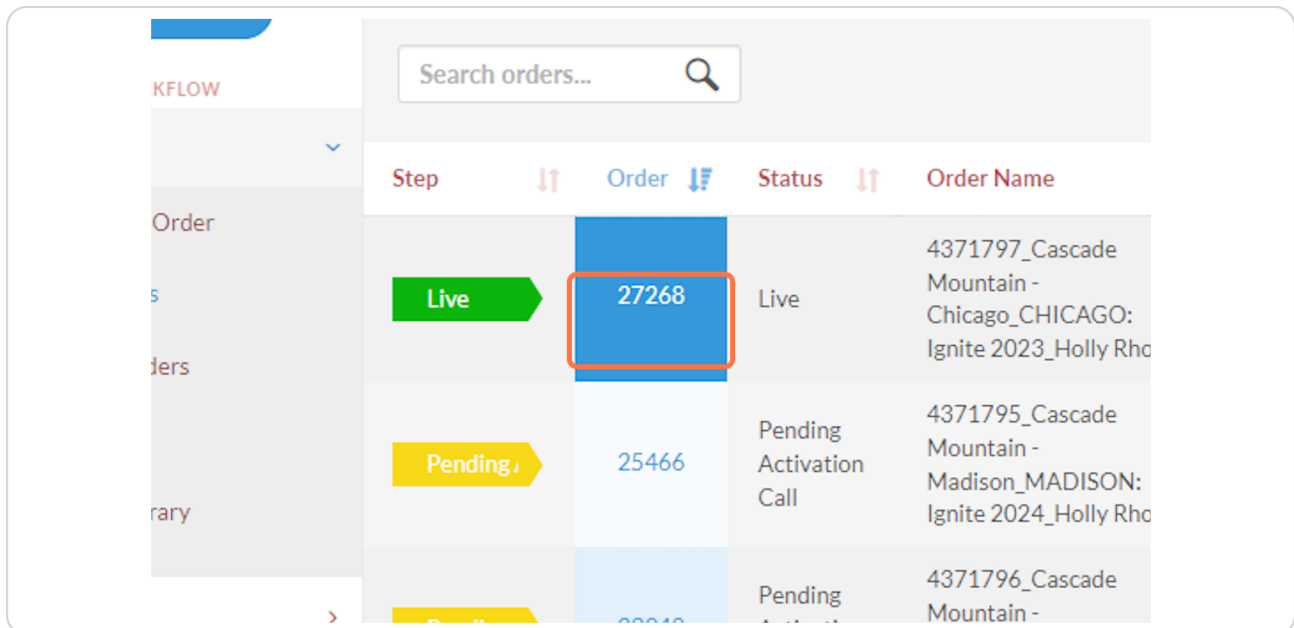 KFLOW
Search orders...
Step Order Status Order Name
Order
s
ders
rary
Live 27268 Live
4371797_Cascade
Mountain -
Chicago_CHICAGO:
Ignite 2023_Holly Rho
Pending 25466
Pending
Activation
Call
4371795_Cascade
Mountain -
Madison_MADISON:
Ignite 2024_Holly Rho
Pending
4371796_Cascade
Mountain -